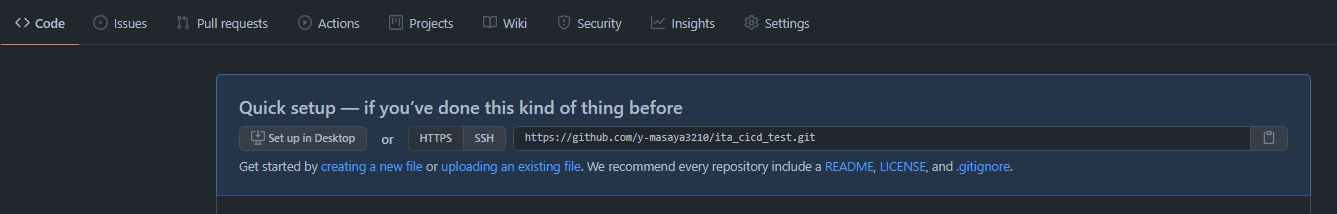 Code Issues Pull requests Actions Projects Wiki Security Insights Settings
Quick setup — if you’ve done this kind of thing before
Set up in Desktop or HTTPS SSH https://github.com/y-masaya3210/ita_cicd_test.git
Get started by creating a new file or uploading an existing file. We recommend every repository include a README, LICENSE, and .gitignore.